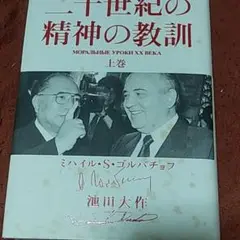 二十世紀の
精神の教訓
МОРАЛЬНЫЕ УРОКИ XX ВЕКА
上巻
ミハイル・S・ゴルバチョフ
池田大作